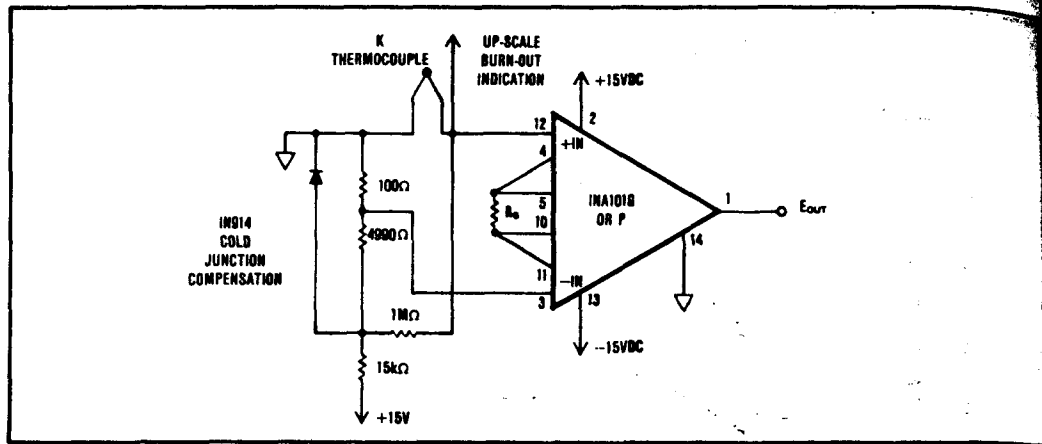 K
THERMOCOUPLE
UP-SCALE
BURN-OUT
INDICATION
+15VDC
2
12
+IN
4
100Ω
5
RG
10
INA101G
OR P
1
EOUT
14
4990Ω
IN914
COLD
JUNCTION
COMPENSATION
11
-IN
3
13
1MΩ
--15VDC
15kΩ
+15V